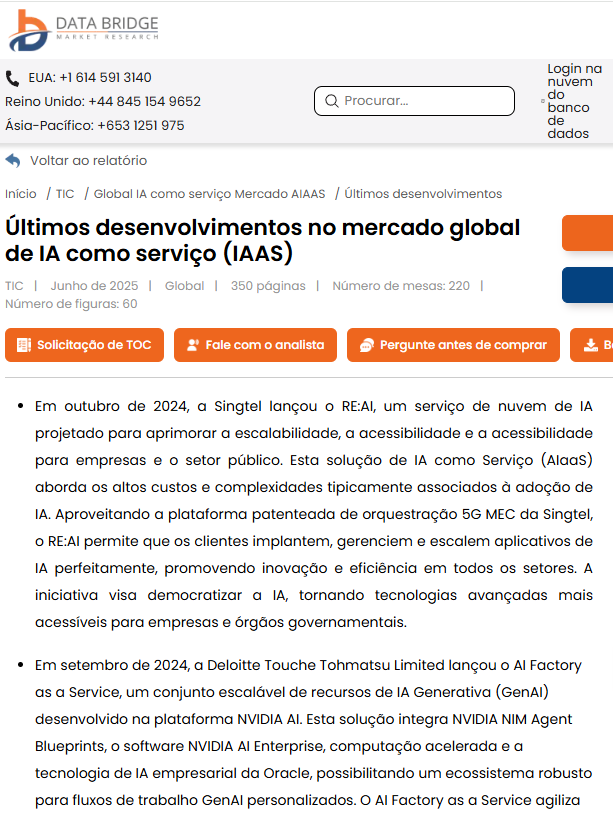 DATA BRIDGE
MARKET RESEARCH
EUA: +1 614 591 3140
Reino Unido: +44 845 154 9652
Ásia-Pacífico: +653 1251 975
Procurar...
Login na
nuvem
do
banco
de
dados
Voltar ao relatório
Início / TIC / Global IA como serviço Mercado AIAAS / Últimos desenvolvimentos
Últimos desenvolvimentos no mercado global
de IA como serviço (IAAS)
TIC | Junho de 2025 | Global | 350 páginas | Número de mesas: 220 |
Número de figuras: 60
Solicitação de TOC
Fale com o analista
Pergunte antes de comprar
• Em outubro de 2024, a Singtel lançou o RE:AI, um serviço de nuvem de IA
projetado para aprimorar a escalabilidade, a acessibilidade e a acessibilidade
para empresas e o setor público. Esta solução de IA como Serviço (AIaaS)
aborda os altos custos e complexidades tipicamente associados à adoção de
IA. Aproveitando a plataforma patenteada de orquestração 5G MEC da Singtel,
o RE:AI permite que os clientes implantem, gerenciem e escalem aplicativos de
IA perfeitamente, promovendo inovação e eficiência em todos os setores. A
iniciativa visa democratizar a IA, tornando tecnologias avançadas mais
acessíveis para empresas e órgãos governamentais.
• Em setembro de 2024, a Deloitte Touche Tohmatsu Limited lançou o AI Factory
as a Service, um conjunto escalável de recursos de IA Generativa (GenAI)
desenvolvido na plataforma NVIDIA AI. Esta solução integra NVIDIA NIM Agent
Blueprints, o software NVIDIA AI Enterprise, computação acelerada e a
tecnologia de IA empresarial da Oracle, possibilitando um ecossistema robusto
para fluxos de trabalho GenAI personalizados. O AI Factory as a Service agiliza